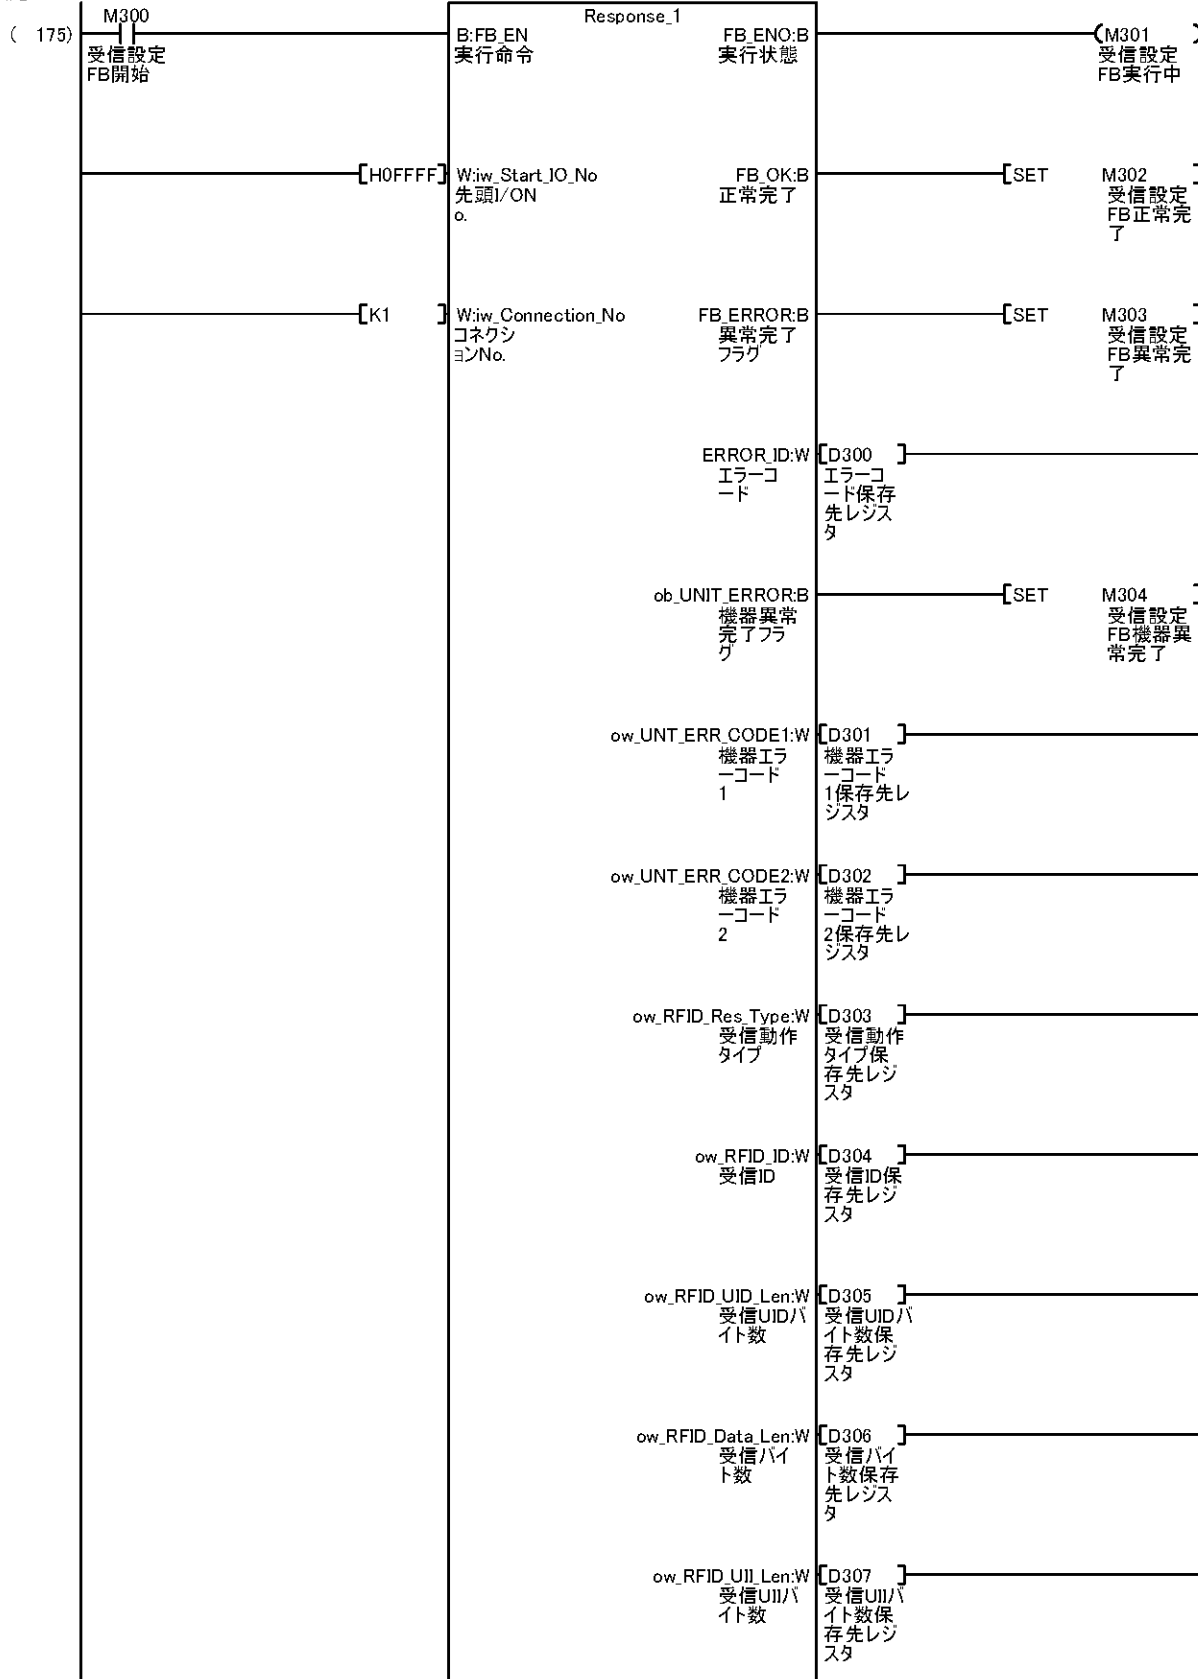 M300
Response_1
( 175)
B:FB_EN
FB_ENO:B
M301
受信設定
FB開始
実行命令
実行状態
受信設定
FB実行中
H0FFFF
W:iw_Start_IO_No
先頭I/ON
o.
FB_OK:B
正常完了
SET M302
受信設定
FB正常完
了
K1
W:iw_Connection_No
コネクシ
ョンNo.
FB_ERROR:B
異常完了
フラグ
SET M303
受信設定
FB異常完
了
ERROR_ID:W
エラーコ
ード
D300
エラーコ
ード保存
先レジス
タ
ob_UNIT_ERROR:B
機器異常
完了フラ
グ
SET M304
受信設定
FB機器異
常完了
ow_UNT_ERR_CODE1:W
機器エラ
ーコード
1
D301
機器エラ
ーコード
1保存先レ
ジスタ
ow_UNT_ERR_CODE2:W
機器エラ
ーコード
2
D302
機器エラ
ーコード
2保存先レ
ジスタ
ow_RFID_Res_Type:W
受信動作
タイプ
D303
受信動作
タイプ保
存先レジ
スタ
ow_RFID_ID:W
受信ID
D304
受信ID保
存先レジ
スタ
ow_RFID_UID_Len:W
受信UIDバ
イト数
D305
受信UIDバ
イト数保
存先レジ
スタ
ow_RFID_Data_Len:W
受信バイ
ト数
D306
受信バイ
ト数保存
先レジス
タ
ow_RFID_UII_Len:W
受信UIIバ
イト数
D307
受信UIIバ
イト数保
存先レジ
スタ